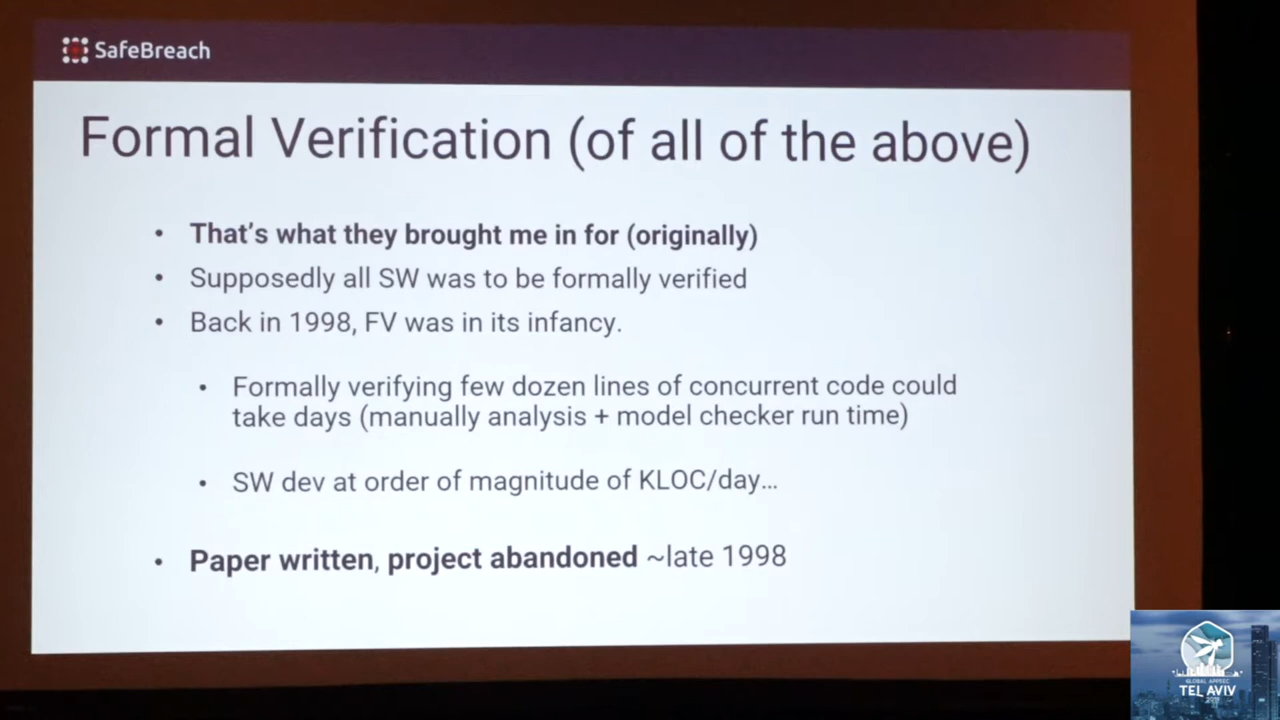 SafeBreach
Formal Verification (of all of the above)
• That's what they brought me in for (originally)
• Supposedly all SW was to be formally verified
• Back in 1998, FV was in its infancy.
• Formally verifying few dozen lines of concurrent code could
take days (manually analysis + model checker run time)
• SW dev at order of magnitude of KLOC/day…
• Paper written, project abandoned ~late 1998
GLOBAL APPSEC
TEL AVIV